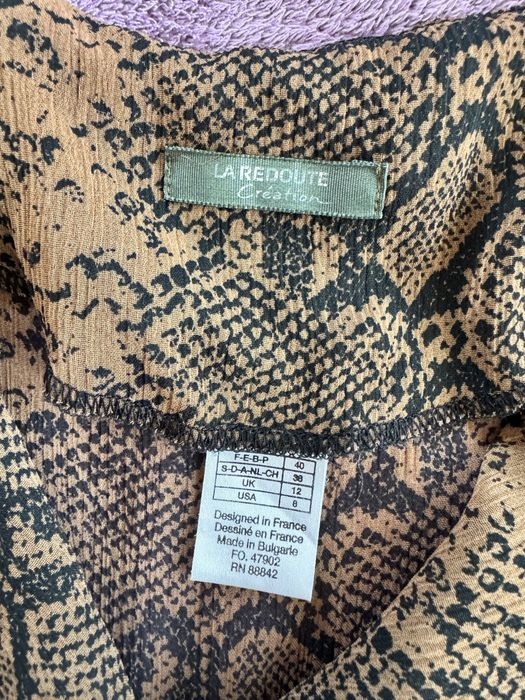 LA REDOUTE
Création
F-E-B-P 40
S-D-A-NL-CH 38
UK 12
USA 8
Designed in France
Dessiné en France
Made in Bulgarie
FO. 47902
RN 88842